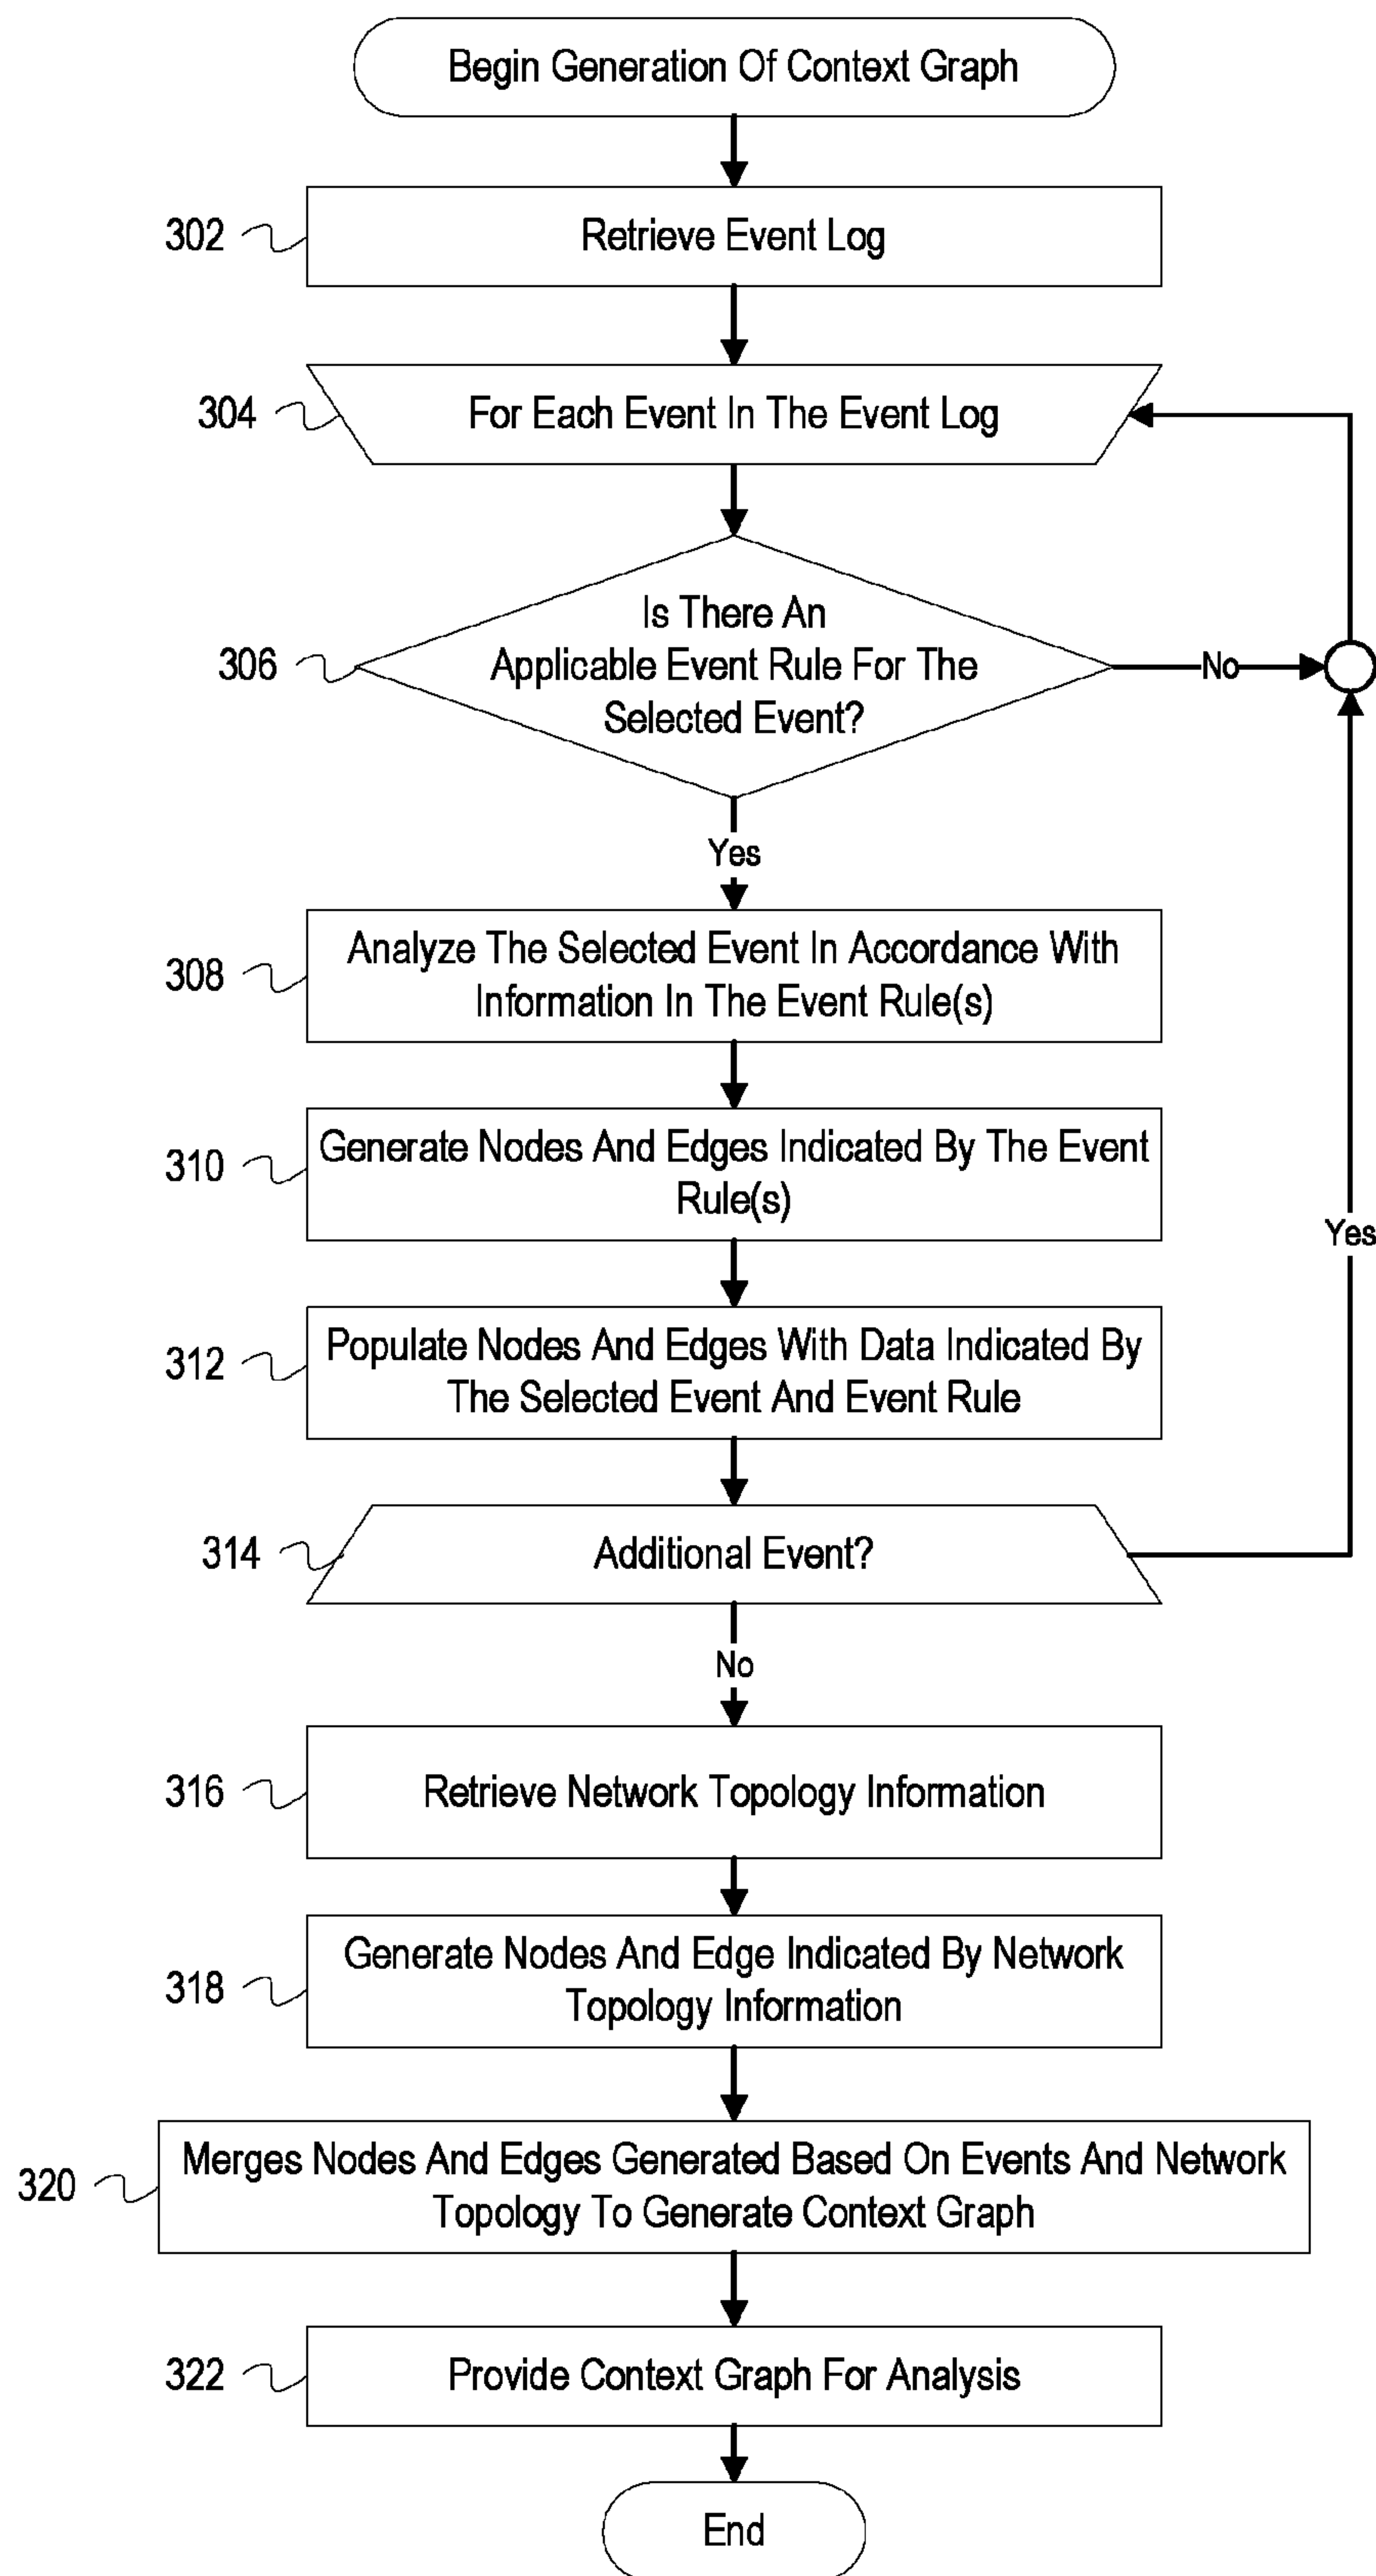 Begin Generation Of Context Graph
302
Retrieve Event Log
304
For Each Event In The Event Log
306
Is There An
Applicable Event Rule For The
Selected Event?
No
Yes
308
Analyze The Selected Event In Accordance With
Information In The Event Rule(s)
310
Generate Nodes And Edges Indicated By The Event
Rule(s)
Yes
312
Populate Nodes And Edges With Data Indicated By
The Selected Event And Event Rule
314
Additional Event?
No
316
Retrieve Network Topology Information
318
Generate Nodes And Edge Indicated By Network
Topology Information
320
Merges Nodes And Edges Generated Based On Events And Network
Topology To Generate Context Graph
322
Provide Context Graph For Analysis
End